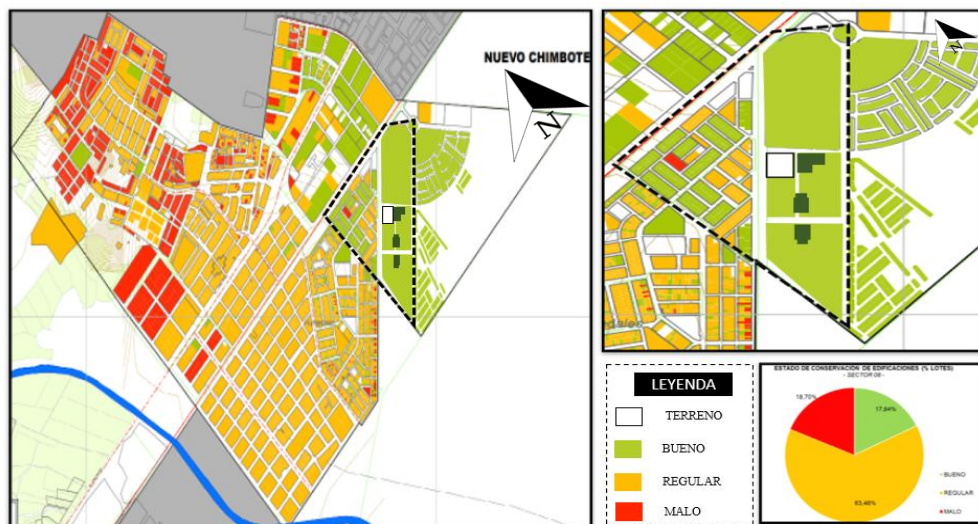 NUEVO CHIMBOTE
N
N
LEYENDA
TERRENO
BUENO
REGULAR
MALO
ESTADO DE CONSERVACIÓN DE EDIFICACIONES (% LOTES)
- SECTOR 08 -
18,70%
17,84%
63,46%
BUENO
REGULAR
MALO